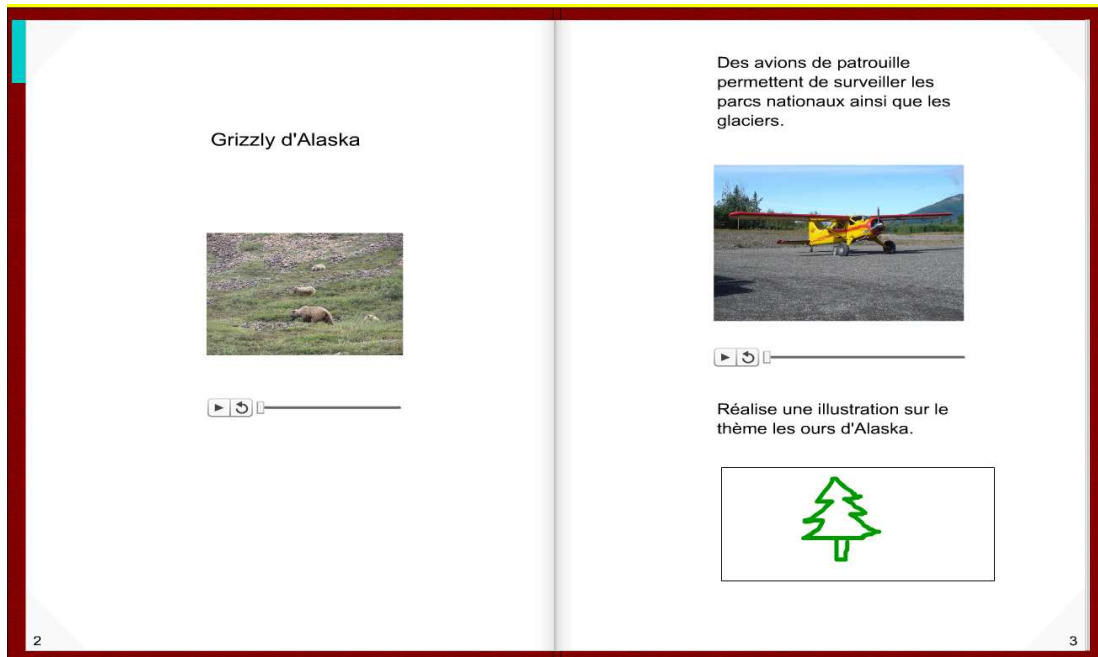 Grizzly d'Alaska
2
Des avions de patrouille
permettent de surveiller les
parcs nationaux ainsi que les
glaciers.
Réalise une illustration sur le
thème les ours d'Alaska.
3